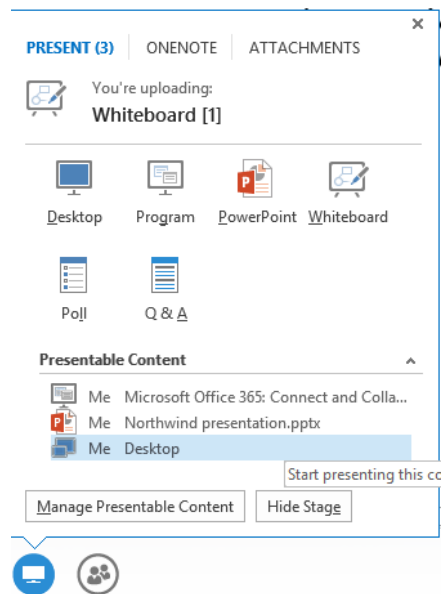 PRESENT (3) ONENOTE ATTACHMENTS
You're uploading:
Whiteboard [1]
Desktop Program PowerPoint Whiteboard
Poll Q & A
Presentable Content
Me Microsoft Office 365: Connect and Colla...
Me Northwind presentation.pptx
Me Desktop
Start presenting this co
Manage Presentable Content Hide Stage